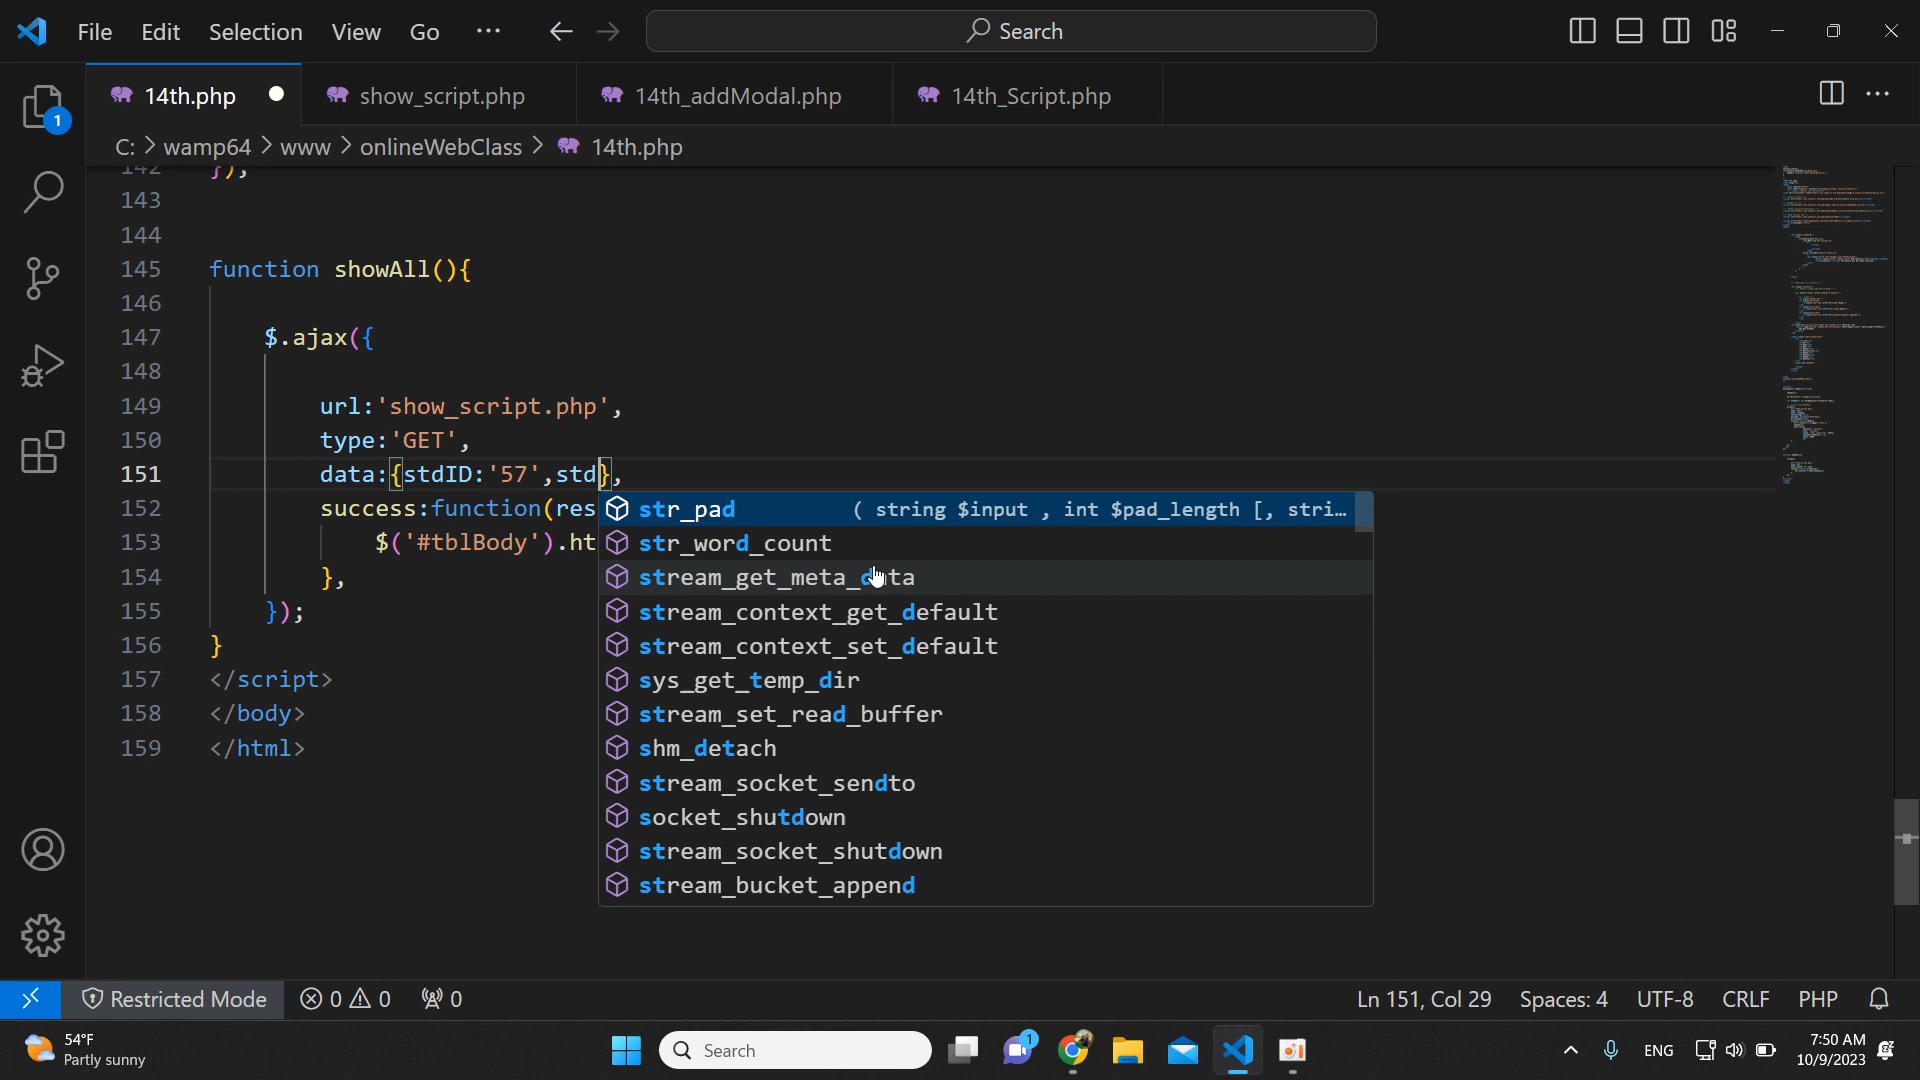 File Edit Selection View Go ··· Search
14th.php show_script.php 14th_addModal.php 14th_Script.php
1
C: > wamp64 > www > onlineWebClass > 14th.php
142 });
143
144
145 function showAll(){
146
147 $.ajax({
148
149 url:'show_script.php',
150 type:'GET',
151 data:{stdID:'57',std},
152 success:function(res
153 $('#tblBody').ht
154 },
155 });
156 }
157 </script>
158 </body>
159 </html>
str_pad ( string $input , int $pad_length [, stri…
str_word_count
stream_get_meta_data
stream_context_get_default
stream_context_set_default
sys_get_temp_dir
stream_set_read_buffer
shm_detach
stream_socket_sendto
socket_shutdown
stream_socket_shutdown
stream_bucket_append
Restricted Mode 0 0 0 Ln 151, Col 29 Spaces: 4 UTF-8 CRLF PHP
54°F
Partly sunny
Search
1
ENG
7:50 AM
10/9/2023